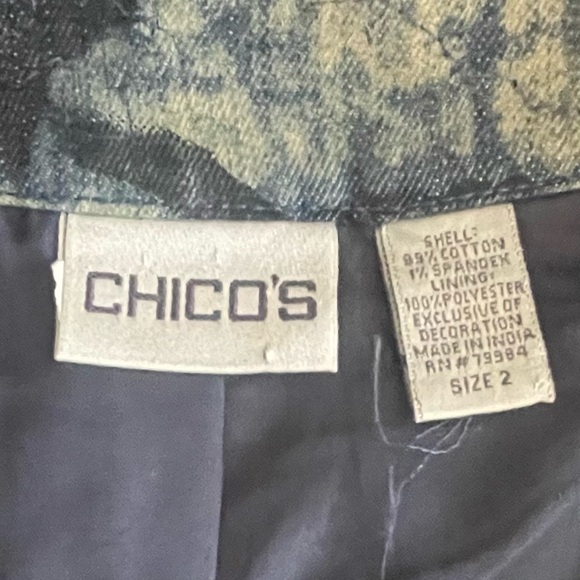 CHICO'S
SHELL:
99% COTTON
1% SPANDEX
LINING:
100% POLYESTER
EXCLUSIVE OF
DECORATION
MADE IN INDIA
RN # 79984
SIZE 2